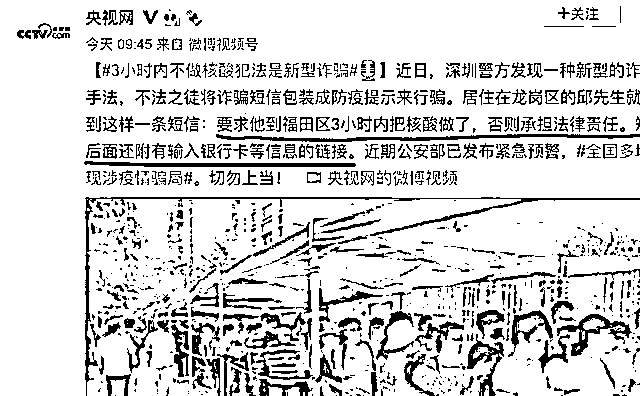 央视网
+关注
CCTV.com
今天 09:45 来自 微博视频号
【#3小时内不做核酸犯法是新型诈骗#】近日，深圳警方发现一种新型的诈
手法，不法之徒将诈骗短信包装成防疫提示来行骗。居住在龙岗区的邱先生就
到这样一条短信：要求他到福田区3小时内把核酸做了，否则承担法律责任。
后面还附有输入银行卡等信息的链接。近期公安部已发布紧急预警，#全国多地
现涉疫情骗局#。切勿上当！ 央视网的微博视频